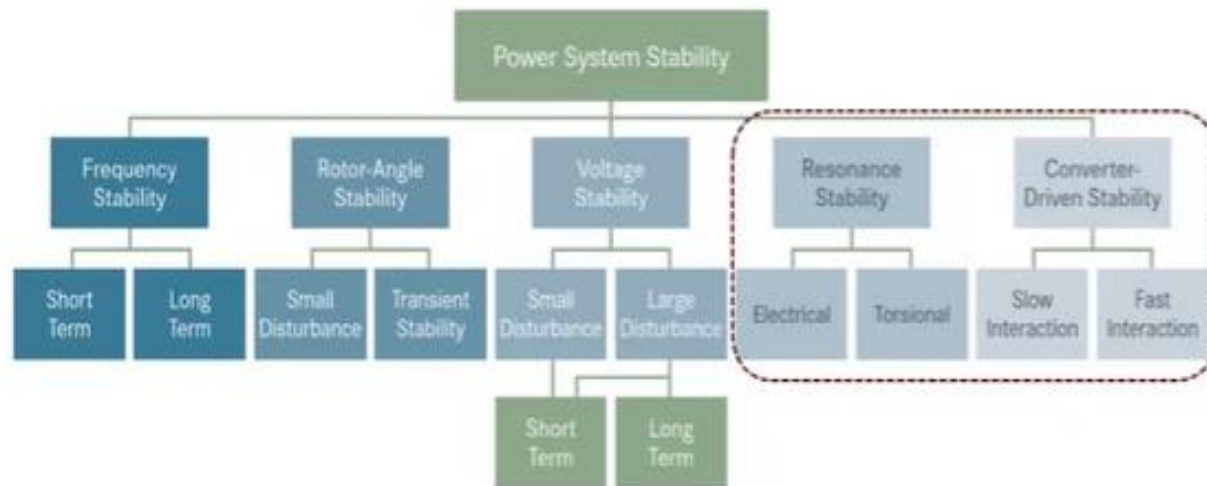 Power System Stability
Frequency
Stability
Rotor-Angle
Stability
Voltage
Stability
Resonance
Stability
Converter-
Driven Stability
Short
Term
Long
Term
Small
Disturbance
Transient
Stability
Small
Disturbance
Large
Disturbance
Electrical
Torsional
Slow
Interaction
Fast
Interaction
Short
Term
Long
Term